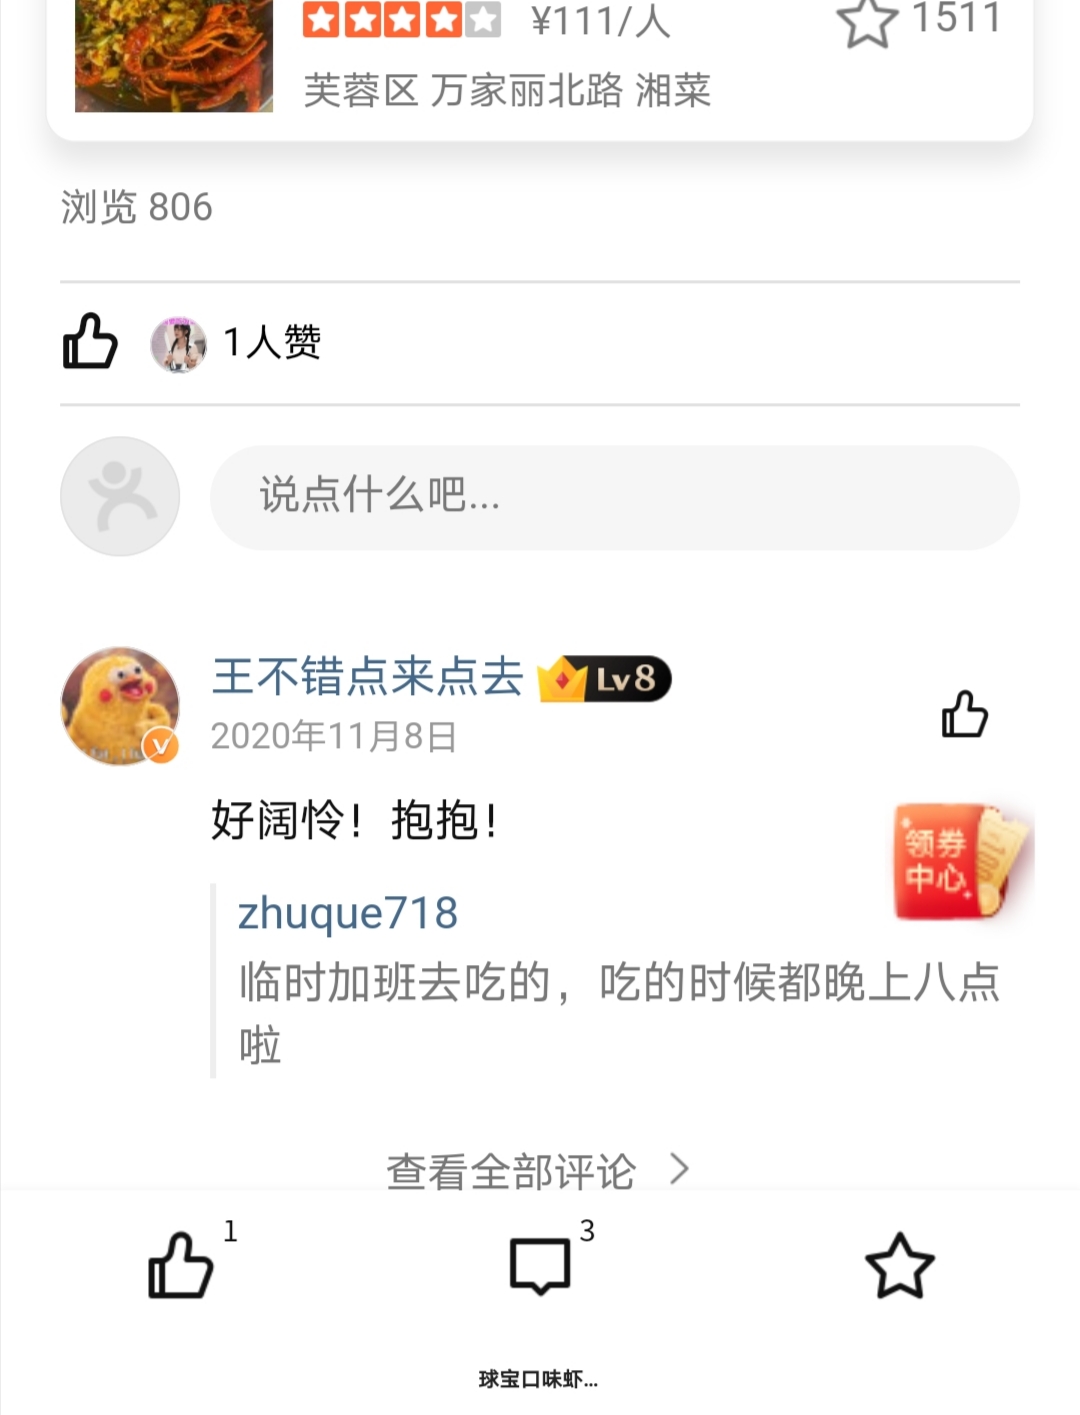 ¥111/人
1511
芙蓉区 万家丽北路 湘菜
浏览 806
1人赞
说点什么吧...
王不错点来点去
Lv8
2020年11月8日
好阔怜！抱抱！
领券
中心
zhuque718
临时加班去吃的，吃的时候都晚上八点
啦
查看全部评论
1
3
球宝口味虾...